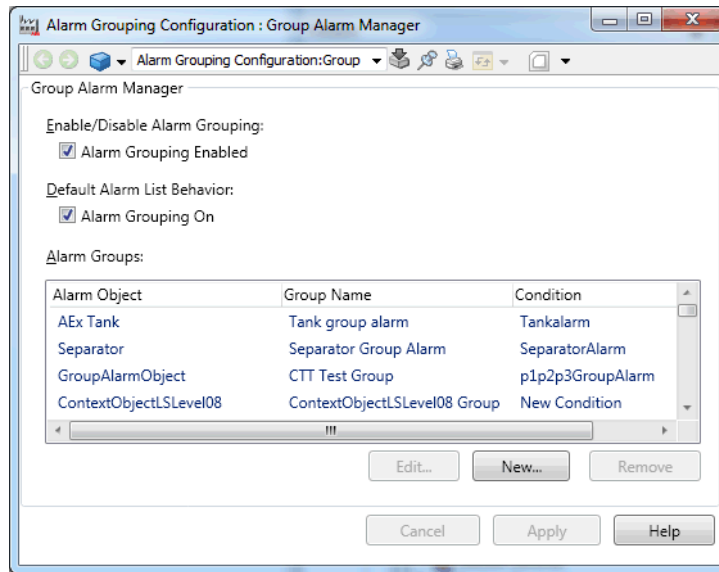 Alarm Grouping Configuration : Group Alarm Manager
Alarm Grouping Configuration:Group
Group Alarm Manager
Enable/Disable Alarm Grouping:
Alarm Grouping Enabled
Default Alarm List Behavior:
Alarm Grouping On
Alarm Groups:
Alarm Object Group Name Condition
AEx Tank Tank group alarm Tankalarm
Separator Separator Group Alarm SeparatorAlarm
GroupAlarmObject CTT Test Group p1p2p3GroupAlarm
ContextObjectLSLevel08 ContextObjectLSLevel08 Group New Condition
Edit... New... Remove
Cancel Apply Help